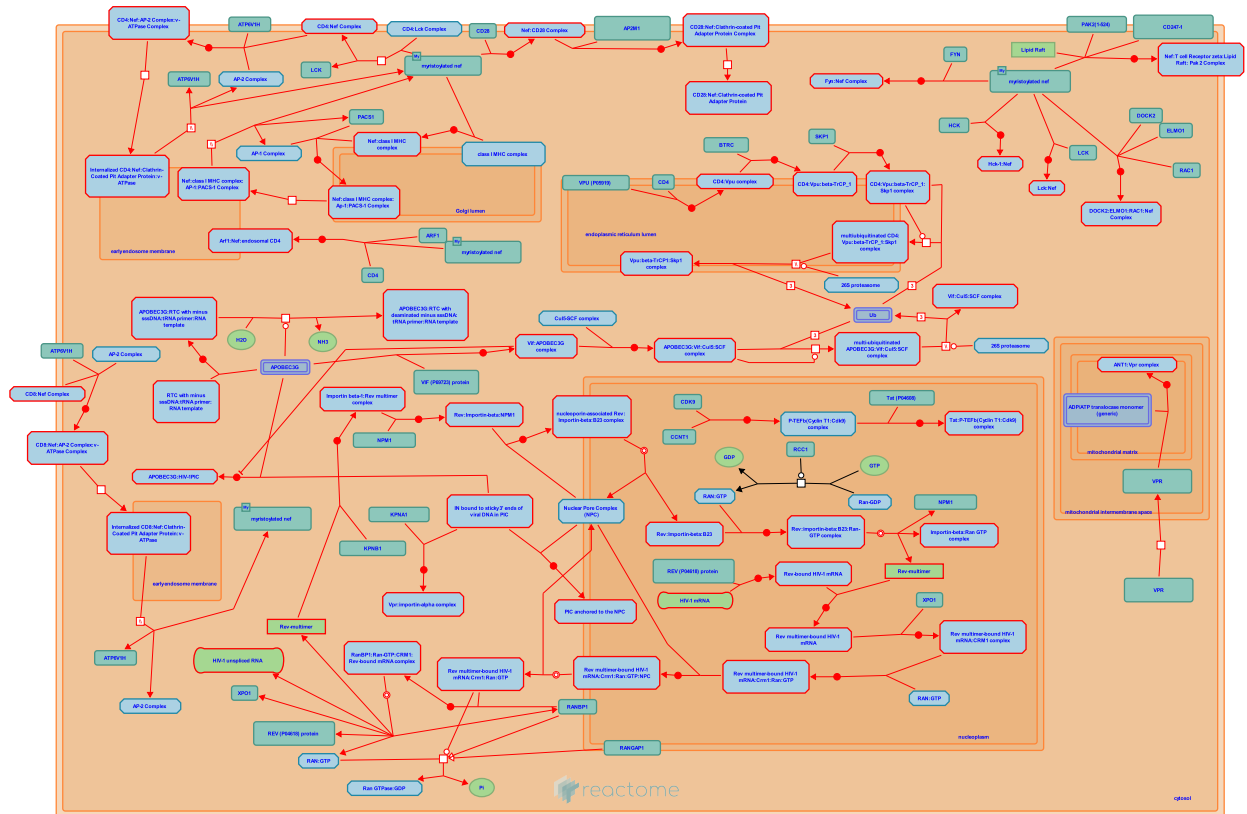 CD4:Nef:AP-2 Complex:v-
ATPase Complex
ATP6V1H
CD4:Nef Complex
CD4:Lck Complex
CD28
Nef:CD28 Complex
AP2M1
CD28:Nef:Clathrin-coated Pit
Adapter Protein Complex
PAK2(1-524)
CD247-1
LCK
My
myristoylated nef
ATP6V1H
AP-2 Complex
CD28:Nef:Clathrin-coated Pit
Adapter Protein
Lipid Raft
FYN
Fyn:Nef Complex
My
myristoylated nef
Nef:T cell Receptor zeta:Lipid
Raft: Pak 2 Complex
PACS1
AP-1 Complex
Nef:class I MHC
complex
class I MHC complex
Internalized CD4:Nef:Clathrin-
Coated Pit Adapter Protein:v-
ATPase
Nef:class I MHC complex:
AP-1:PACS-1 Complex
Nef:class I MHC complex:
Ap-1:PACS-1 Complex
Golgi lumen
early endosome membrane
BTRC
SKP1
VPU (P05919)
CD4
CD4:Vpu complex
CD4:Vpu:beta-TrCP_1
CD4:Vpu:beta-TrCP_1:
Skp1 complex
HCK
Hck-1:Nef
LCK
Lck:Nef
DOCK2
ELMO1
RAC1
DOCK2:ELMO1:RAC1:Nef
Complex
Arf1:Nef:endosomal CD4
ARF1
My
myristoylated nef
CD4
endoplasmic reticulum lumen
multiubiquitinated CD4:
Vpu:beta-TrCP_1:Skp1
complex
Vpu:beta-TrCP1:Skp1
complex
26S proteasome
Ub
Vif:Cul5:SCF complex
APOBEC3G:RTC with minus
sssDNA:tRNA primer:RNA
template
APOBEC3G:RTC with
deaminated minus sssDNA:
tRNA primer:RNA template
H2O
NH3
Cul5-SCF complex
Vif:APOBEC3G
complex
APOBEC3G:Vif:Cul5:SCF
complex
multi-ubiquitinated
APOBEC3G:Vif:Cul5:SCF
complex
26S proteasome
ATP6V1H
AP-2 Complex
APOBEC3G
VIF (P69723) protein
CD8:Nef Complex
RTC with minus
sssDNA:tRNA primer:
RNA template
CD8:Nef:AP-2 Complex:v-
ATPase Complex
APOBEC3G:HIV-1PIC
Importin beta-1:Rev multimer
complex
NPM1
Rev:Importin-beta:NPM1
nucleoporin-associated Rev:
Importin-beta:B23 complex
CDK9
CCNT1
P-TEFb(Cyclin T1:Cdk9)
complex
Tat (P04608)
Tat:P-TEFb(Cyclin T1:Cdk9)
complex
ANT1:Vpr complex
ADP/ATP translocase monomer
(generic)
mitochondrial matrix
VPR
mitochondrial intermembrane space
VPR
GDP
RCC1
GTP
RAN:GTP
Ran-GDP
NPM1
Internalized CD8:Nef:Clathrin-
Coated Pit Adapter Protein:v-
ATPase
early endosome membrane
My
myristoylated nef
KPNA1
KPNB1
IN bound to sticky 3' ends of
viral DNA in PIC
Nuclear Pore Complex
(NPC)
Rev:Importin-beta:B23
Rev:importin-beta:B23:Ran-
GTP complex
Importin-beta:Ran GTP
complex
Rev-multimer
REV (P04618) protein
HIV-1 mRNA
Rev-bound HIV-1 mRNA
XPO1
Vpr:importin-alpha complex
PIC anchored to the NPC
Rev multimer-bound HIV-1
mRNA
Rev multimer-bound HIV-1
mRNA:CRM1 complex
Rev-multimer
HIV-1 unspliced RNA
RanBP1:Ran-GTP:CRM1:
Rev-bound mRNA complex
Rev multimer-bound HIV-1
mRNA:Crm1:Ran:GTP
Rev multimer-bound HIV-1
mRNA:Crm1:Ran:GTP:NPC
Rev multimer-bound HIV-1
mRNA:Crm1:Ran:GTP
RAN:GTP
ATP6V1H
AP-2 Complex
XPO1
REV (P04618) protein
RAN:GTP
RANBP1
RANGAP1
nucleoplasm
Ran GTPase:GDP
Pi
reactome
cytosol